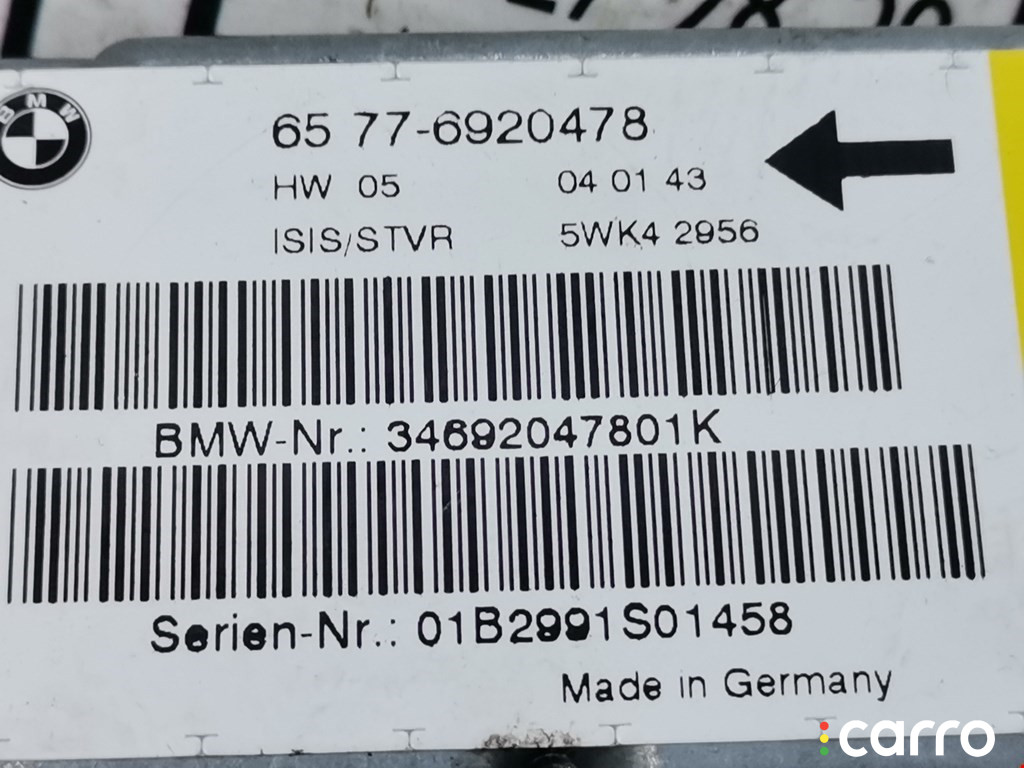 BMW
65 77-6920478
HW 05 04 01 43
ISIS/STVR 5WK4 2956
BMW-Nr.: 34692047801K
Serien-Nr.: 01B2991S01458
Made in Germany
carro